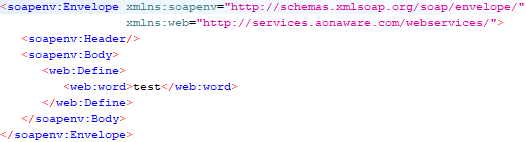 <soapenv:Envelope xmlns:soapenv="http://schemas.xmlsoap.org/soap/envelope/"
xmlns:web="http://services.aonaware.com/webservices/">
<soapenv:Header/>
<soapenv:Body>
<web:Define>
<web:word>test</web:word>
</web:Define>
</soapenv:Body>
</soapenv:Envelope>